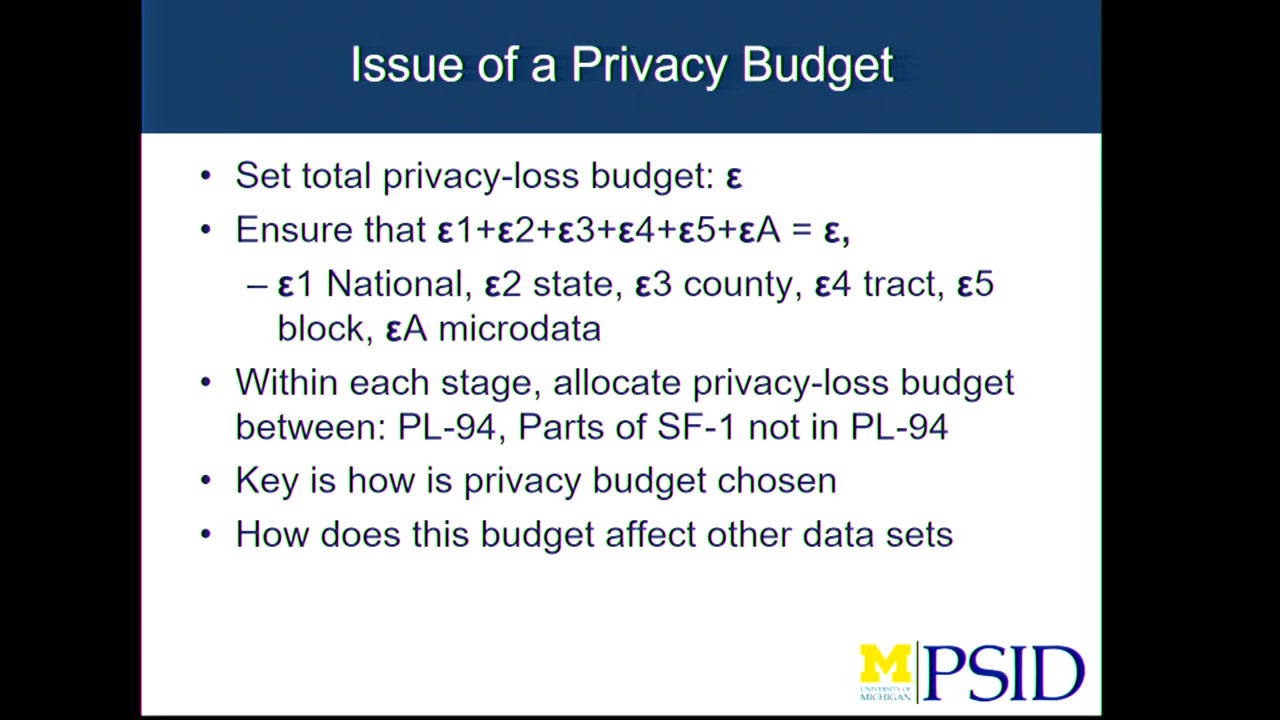 Issue of a Privacy Budget
• Set total privacy-loss budget: ε
• Ensure that ε1+ε2+ε3+ε4+ε5+εA = ε,
– ε1 National, ε2 state, ε3 county, ε4 tract, ε5
block, εA microdata
• Within each stage, allocate privacy-loss budget
between: PL-94, Parts of SF-1 not in PL-94
• Key is how is privacy budget chosen
• How does this budget affect other data sets
M PSID
UNIVERSITY OF
MICHIGAN